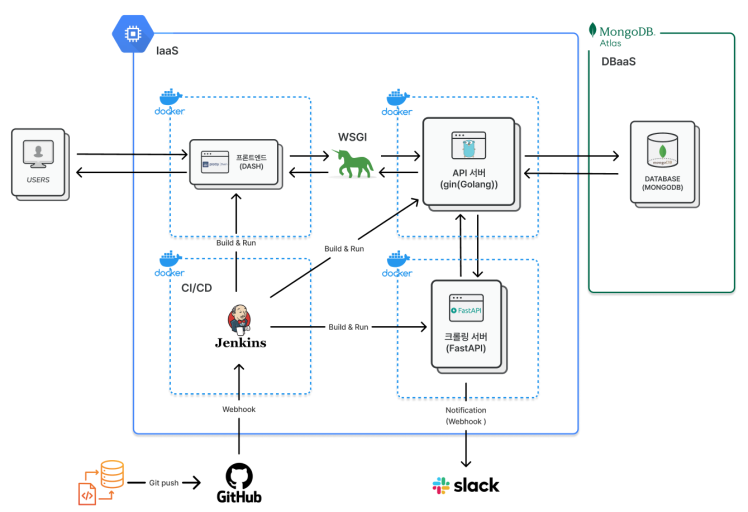 IaaS
MongoDB.
Atlas
DBaaS
docker
docker
WSGI
프론트엔드
(DASH)
API 서버
(gin(Golang))
USERS
mongoDB
DATABASE
(MONGODB)
Build & Run
Build & Run
docker
docker
CI/CD
Jenkins
Build & Run
FastAPI
크롤링 서버
(FastAPI)
Webhook
Notification
(Webhook )
Git push
GitHub
slack